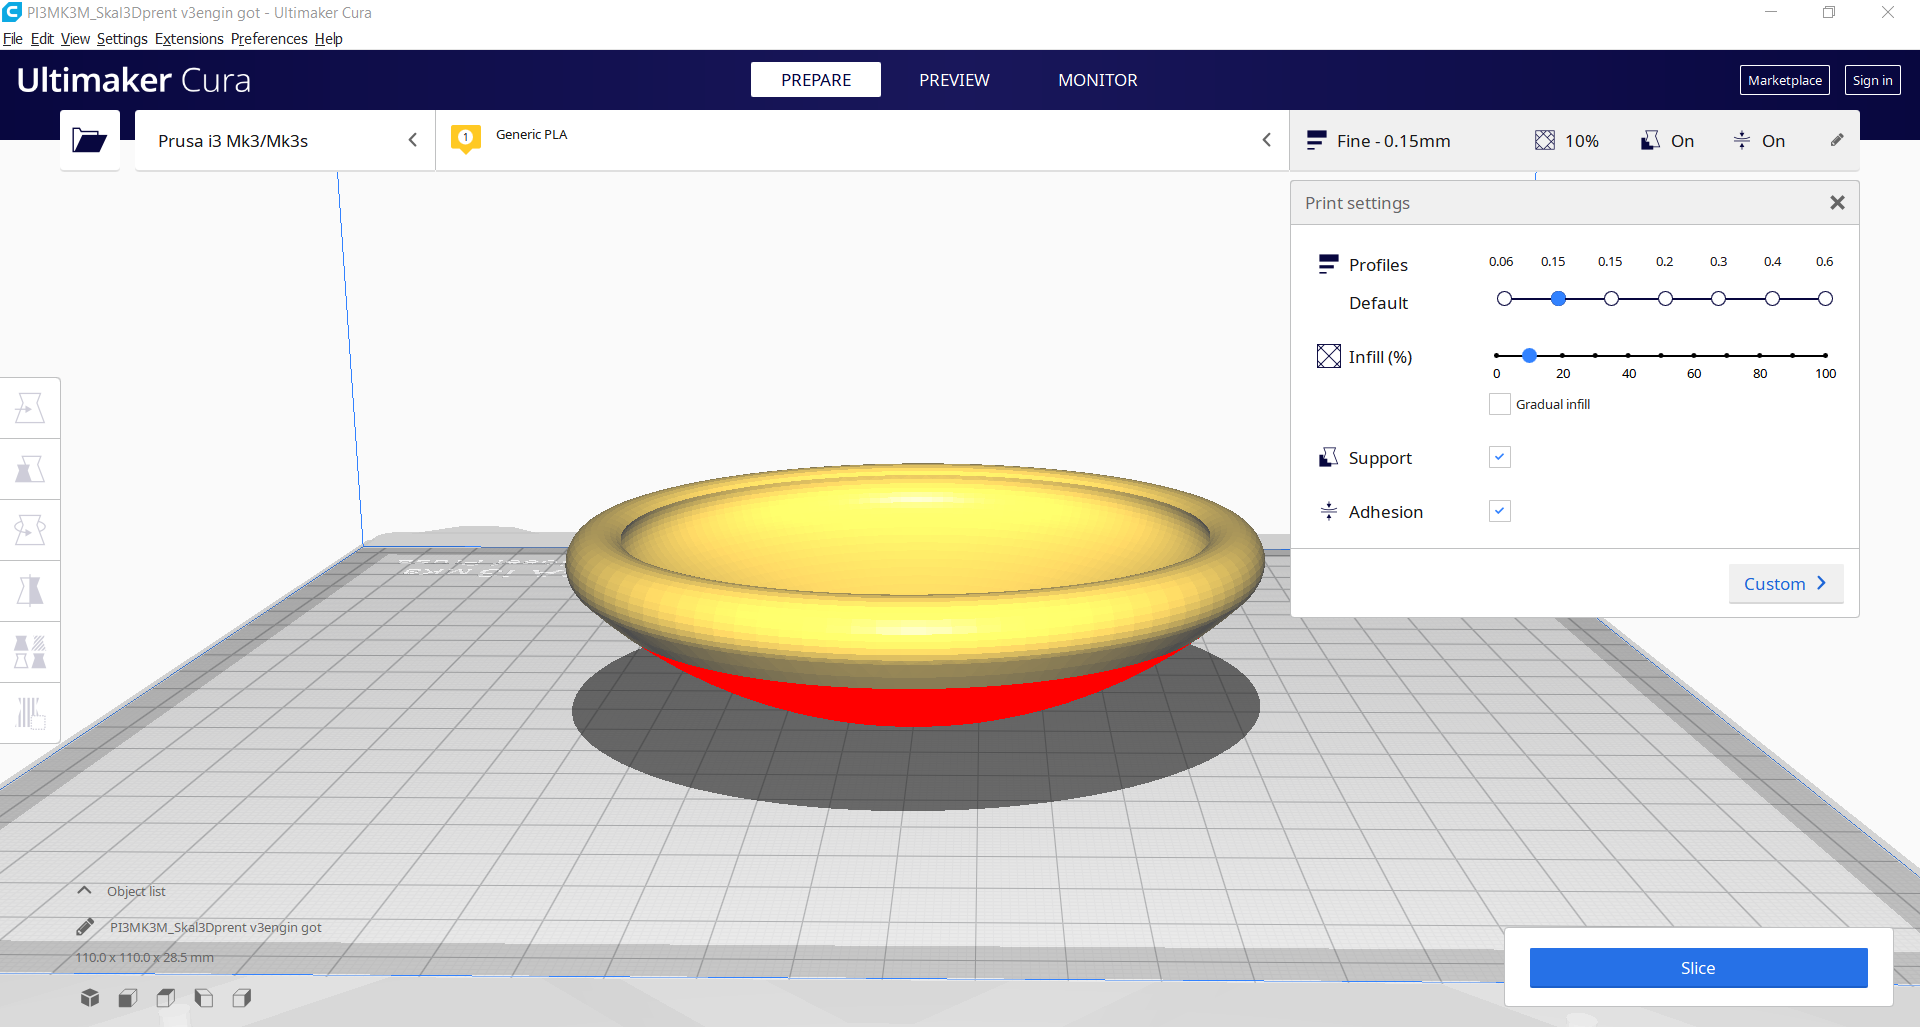 PI3MK3M_Skal3Dprent v3engin got - Ultimaker Cura
File Edit View Settings Extensions Preferences Help
Ultimaker Cura
PREPARE PREVIEW MONITOR
Marketplace Sign in
Prusa i3 Mk3/Mk3s
1 Generic PLA
Fine - 0.15mm 10% On On
Print settings
Profiles 0.06 0.15 0.15 0.2 0.3 0.4 0.6
Default
Infill (%)
0 20 40 60 80 100
Gradual infill
Support
Adhesion
Custom
Object list
PI3MK3M_Skal3Dprent v3engin got
110.0 x 110.0 x 28.5 mm
Slice